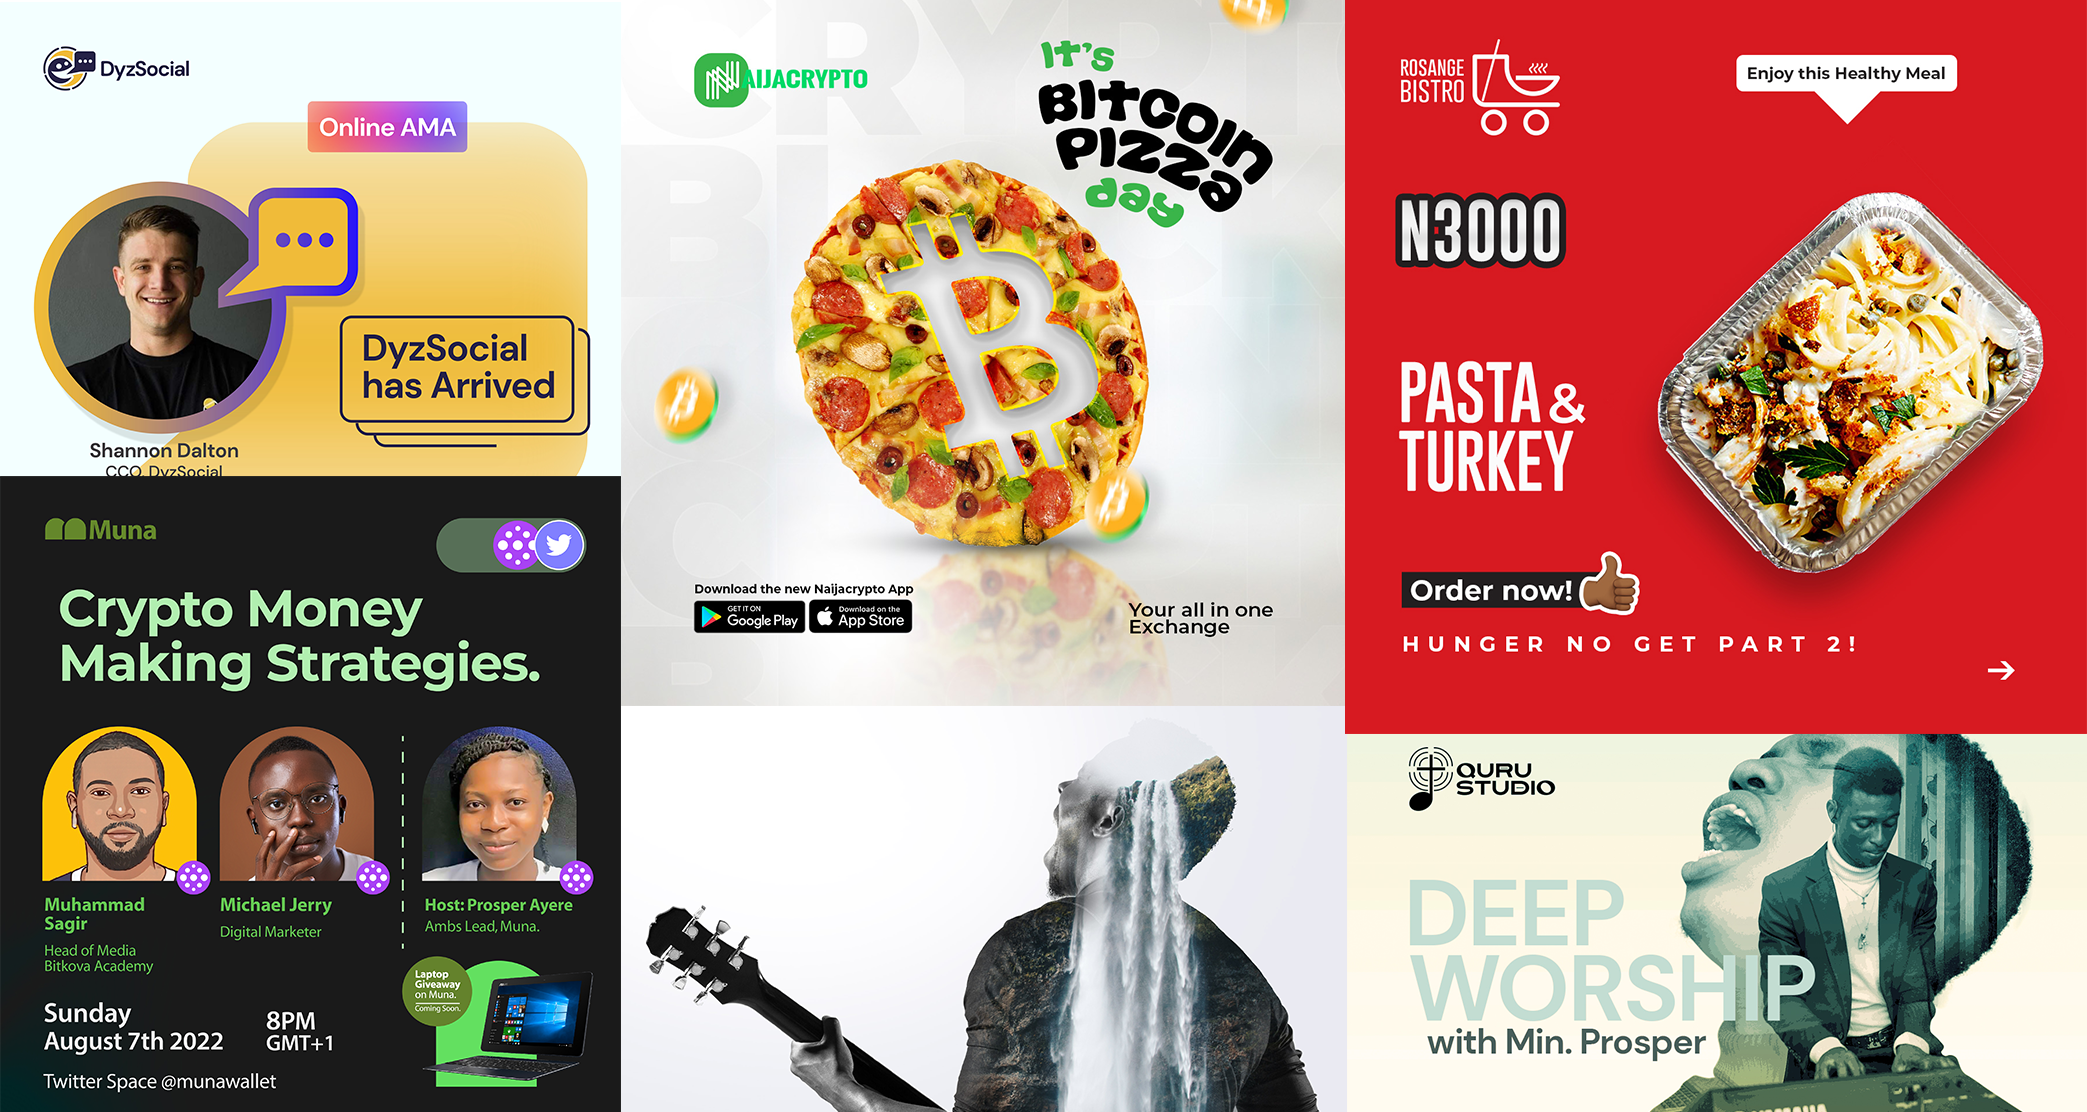 DyzSocial
Online AMA
DyzSocial
has Arrived
Shannon Dalton
CCO, DyzSocial
NAIJACRYPTO
It's
BItCOIn
PIZZa
day
Download the new Naijacrypto App
GET IT ON
Google Play
Download on the
App Store
Your all in one
Exchange
ROSANGE
BISTRO
Enjoy this Healthy Meal
N3000
PASTA &
TURKEY
Order now!
HUNGER NO GET PART 2!
Muna
Crypto Money
Making Strategies.
Muhammad
Sagir
Head of Media
Bitkova Academy
Michael Jerry
Digital Marketer
Host: Prosper Ayere
Ambs Lead, Muna.
Laptop
Giveaway
on Muna.
Coming Soon.
Sunday
August 7th 2022
8PM
GMT+1
Twitter Space @munawallet
QURU
STUDIO
DEEP
WORSHIP
with Min. Prosper